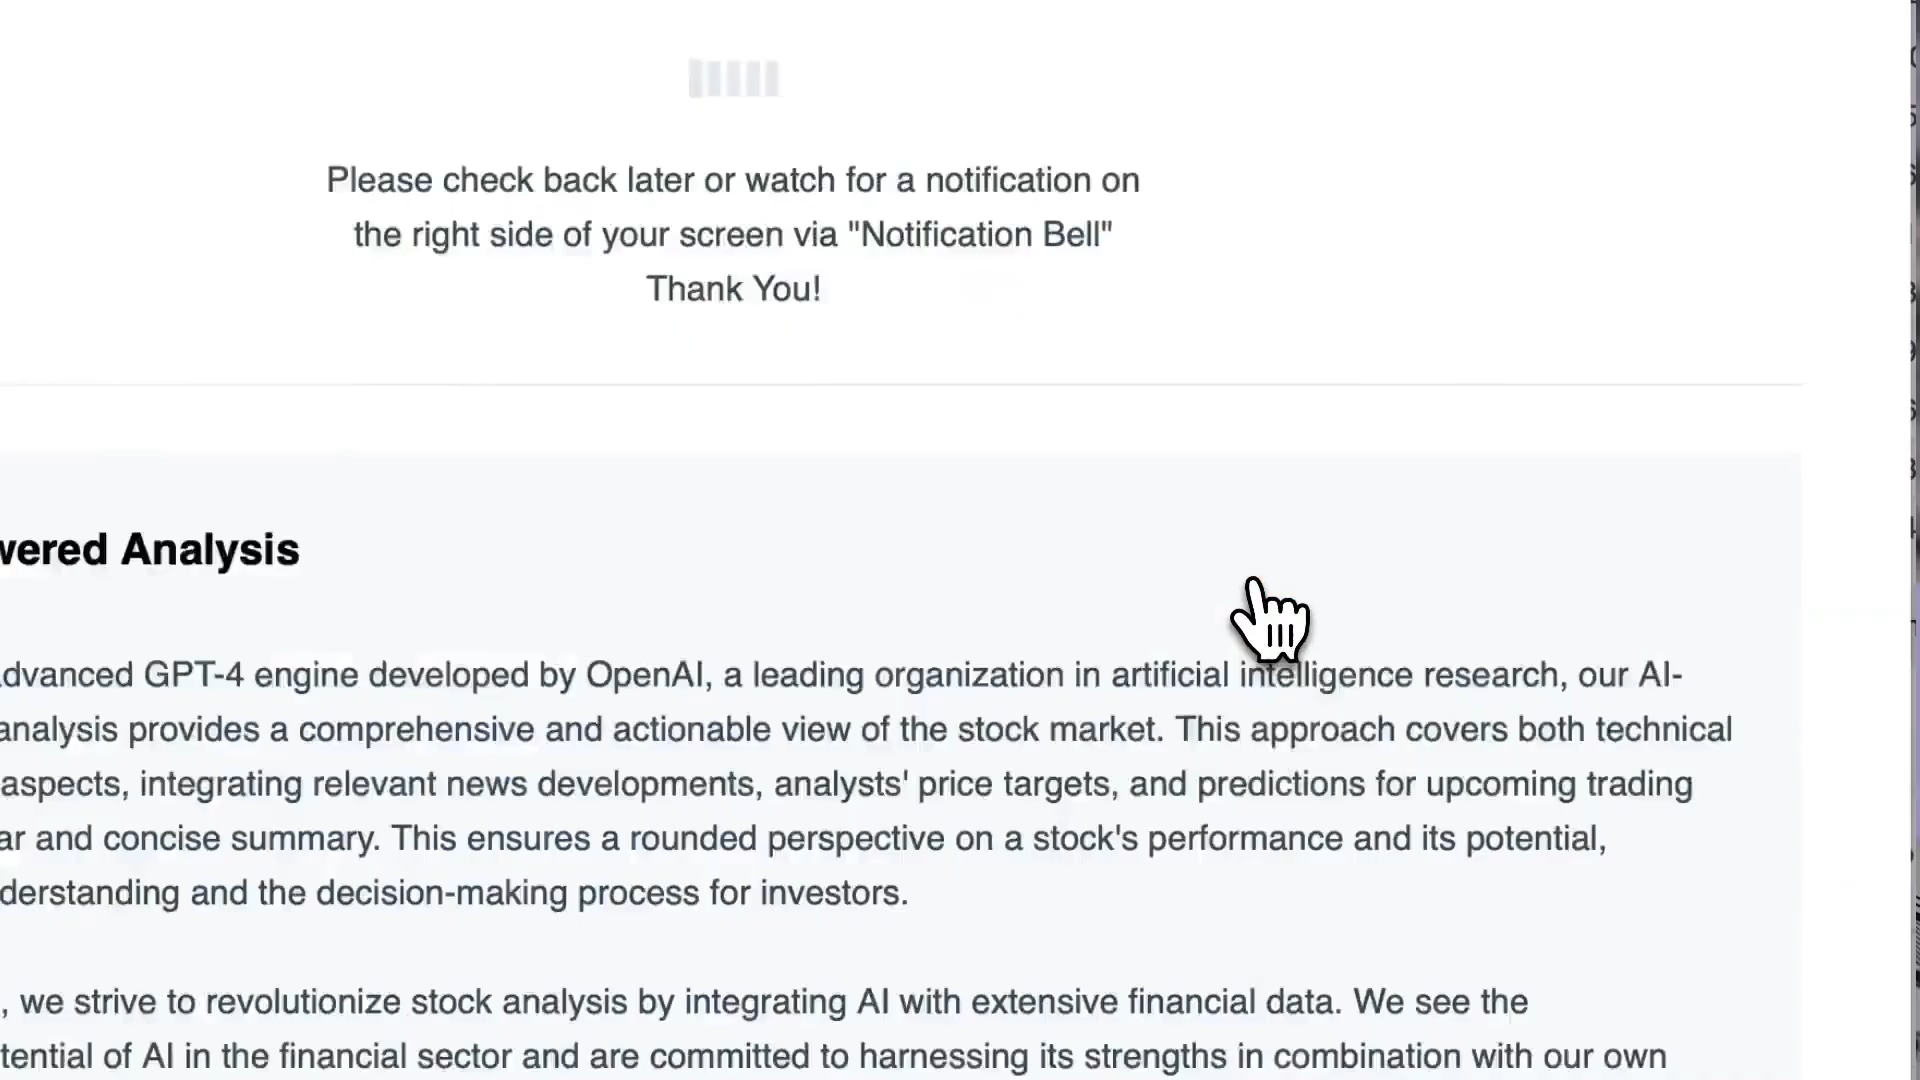 Please check back later or watch for a notification on
the right side of your screen via "Notification Bell"
Thank You!
Analysis
GPT-4 engine developed by OpenAI, a leading organization in artificial intelligence research, our AI-
analysis provides a comprehensive and actionable view of the stock market. This approach covers both technical
aspects, integrating relevant news developments, analysts' price targets, and predictions for upcoming trading
and concise summary. This ensures a rounded perspective on a stock's performance and its potential,
and the decision-making process for investors.
, we strive to revolutionize stock analysis by integrating AI with extensive financial data. We see the
of AI in the financial sector and are committed to harnessing its strengths in combination with our own